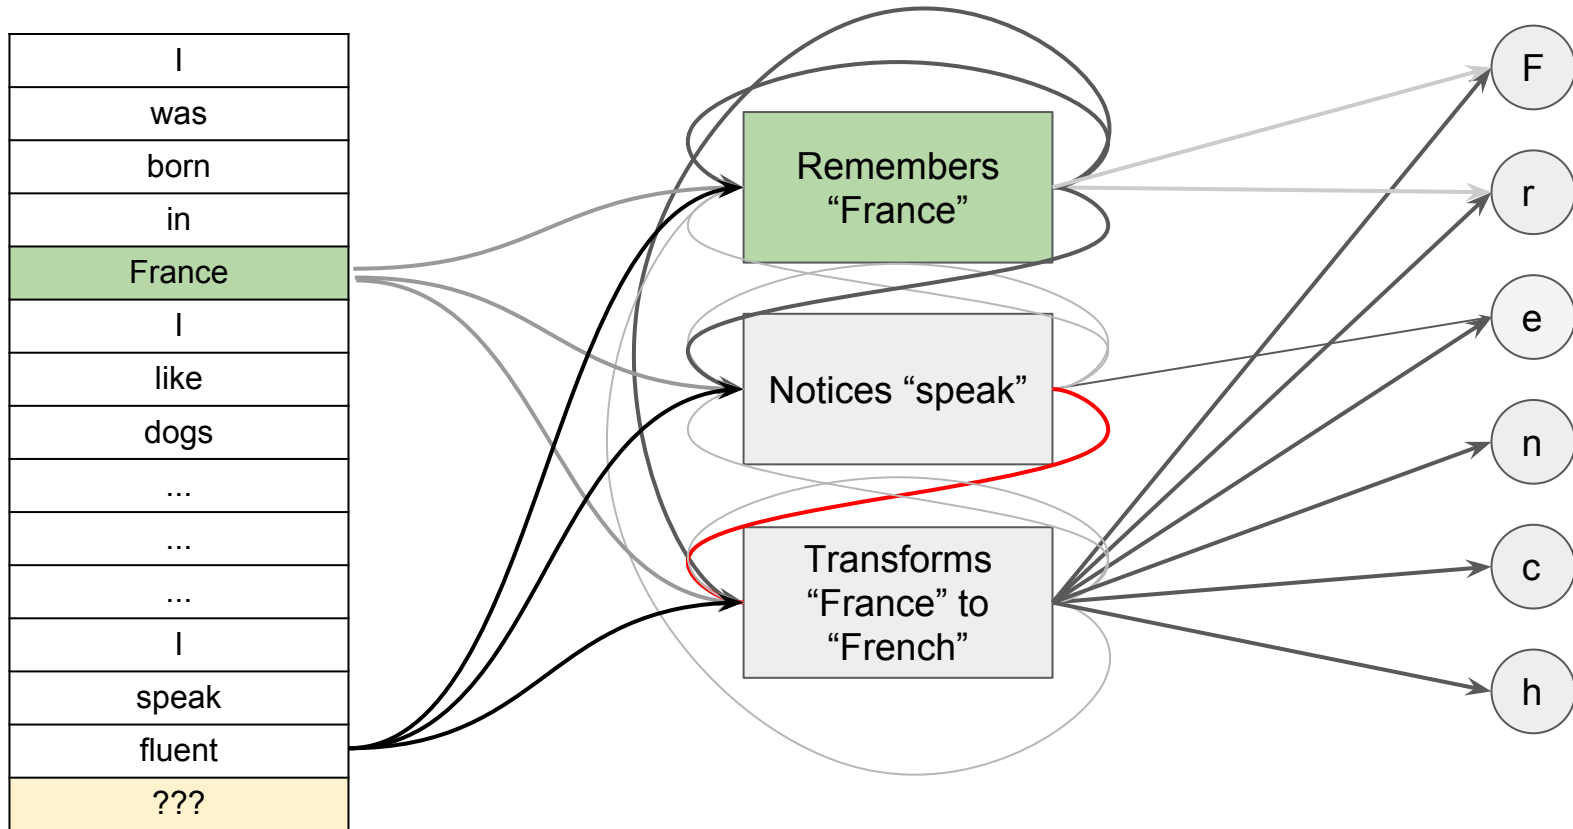 I
was
born
in
France
I
like
dogs
...
...
...
I
speak
fluent
???
Remembers
“France”
Notices “speak”
Transforms
“France” to
“French”
F
r
e
n
c
h